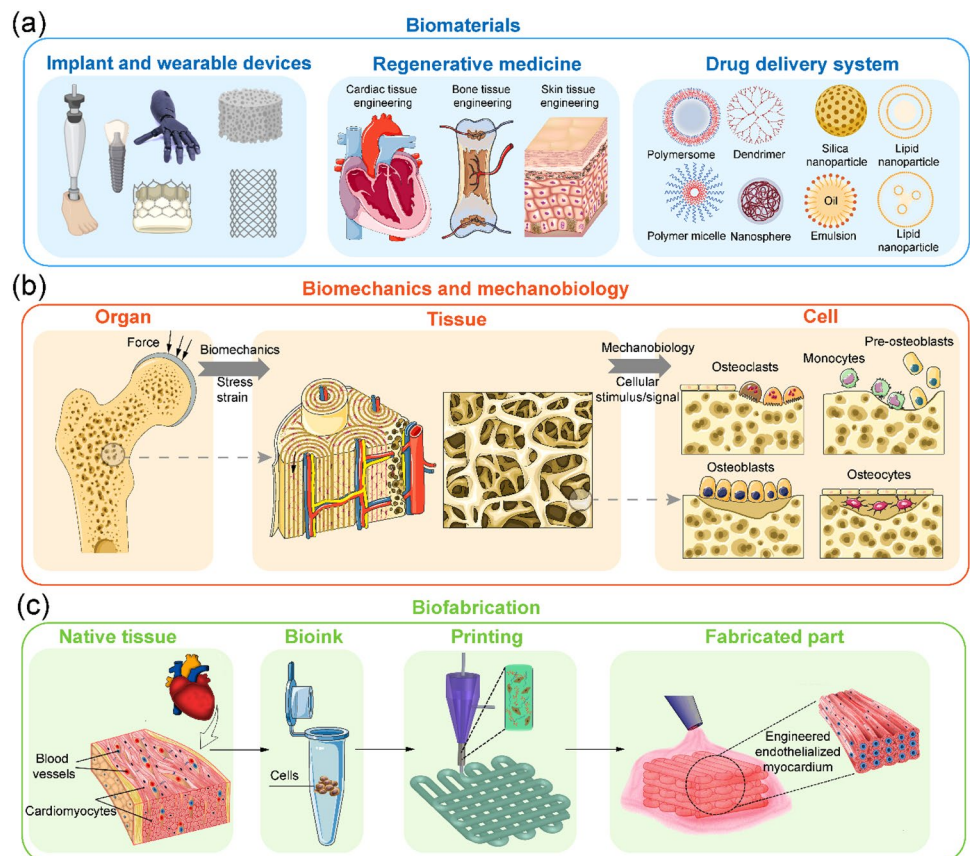 (a)
Biomaterials
Implant and wearable devices
Regenerative medicine
Cardiac tissue
engineering
Bone tissue
engineering
Skin tissue
engineering
Drug delivery system
Polymersome
Dendrimer
Silica
nanoparticle
Lipid
nanoparticle
Polymer micelle
Nanosphere
Oil
Emulsion
Lipid
nanoparticle
(b)
Biomechanics and mechanobiology
Organ
Force
Biomechanics
Stress
strain
Tissue
Mechanobiology
Cellular
stimulus/signal
Cell
Osteoclasts
Monocytes
Pre-osteoblasts
Osteoblasts
Osteocytes
(c)
Biofabrication
Native tissue
Blood
vessels
Cardiomyocytes
Bioink
Cells
Printing
Fabricated part
Engineered
endothelialized
myocardium